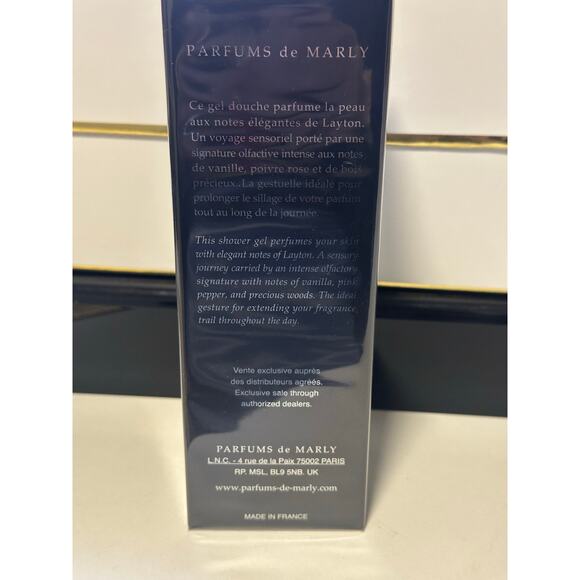 PARFUMS de MARLY
Ce gel douche parfume la peau
aux notes élégantes de Layton.
Un voyage sensoriel porté par une
signature olfactive intense aux notes
de vanille, poivre rose et de bois
précieux. La gestuelle idéale pour
prolonger le sillage de votre parfum
tout au long de la journée.
This shower gel perfumes your skin
with elegant notes of Layton. A sensory
journey carried by an intense olfactory
signature with notes of vanilla, pink
pepper, and precious woods. The ideal
gesture for extending your fragrance
trail throughout the day.
Vente exclusive auprès
des distributeurs agréés.
Exclusive sale through
authorized dealers.
PARFUMS de MARLY
L.N.C. - 4 rue de la Paix 75002 PARIS
RP. MSL, BL9 5NB. UK
www.parfums-de-marly.com
MADE IN FRANCE